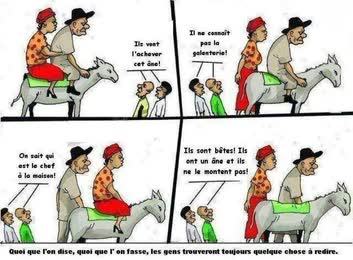 Ils vont
l'achever
cet âne!
Il ne connaît
pas la
galenterie!
On sait qui
est le chef
à la maison!
Ils sont bêtes! Ils
ont un âne et ils
ne le montent pas!
Quoi que l'on dise, quoi que l' on fasse, les gens trouveront toujours quelque chose à redire.